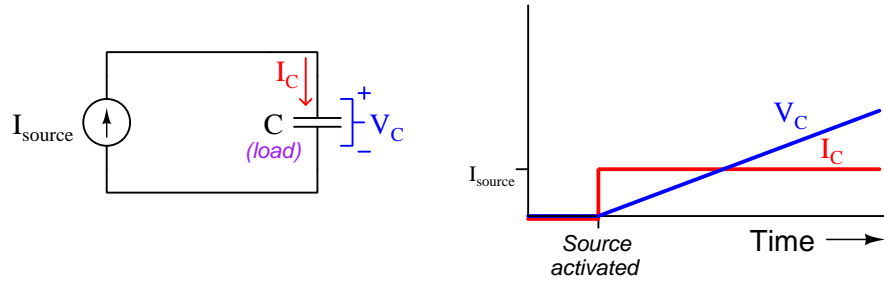 I_source
I_C
C
(load)
+
V_C
–
I_source
V_C
I_C
Source
activated
Time